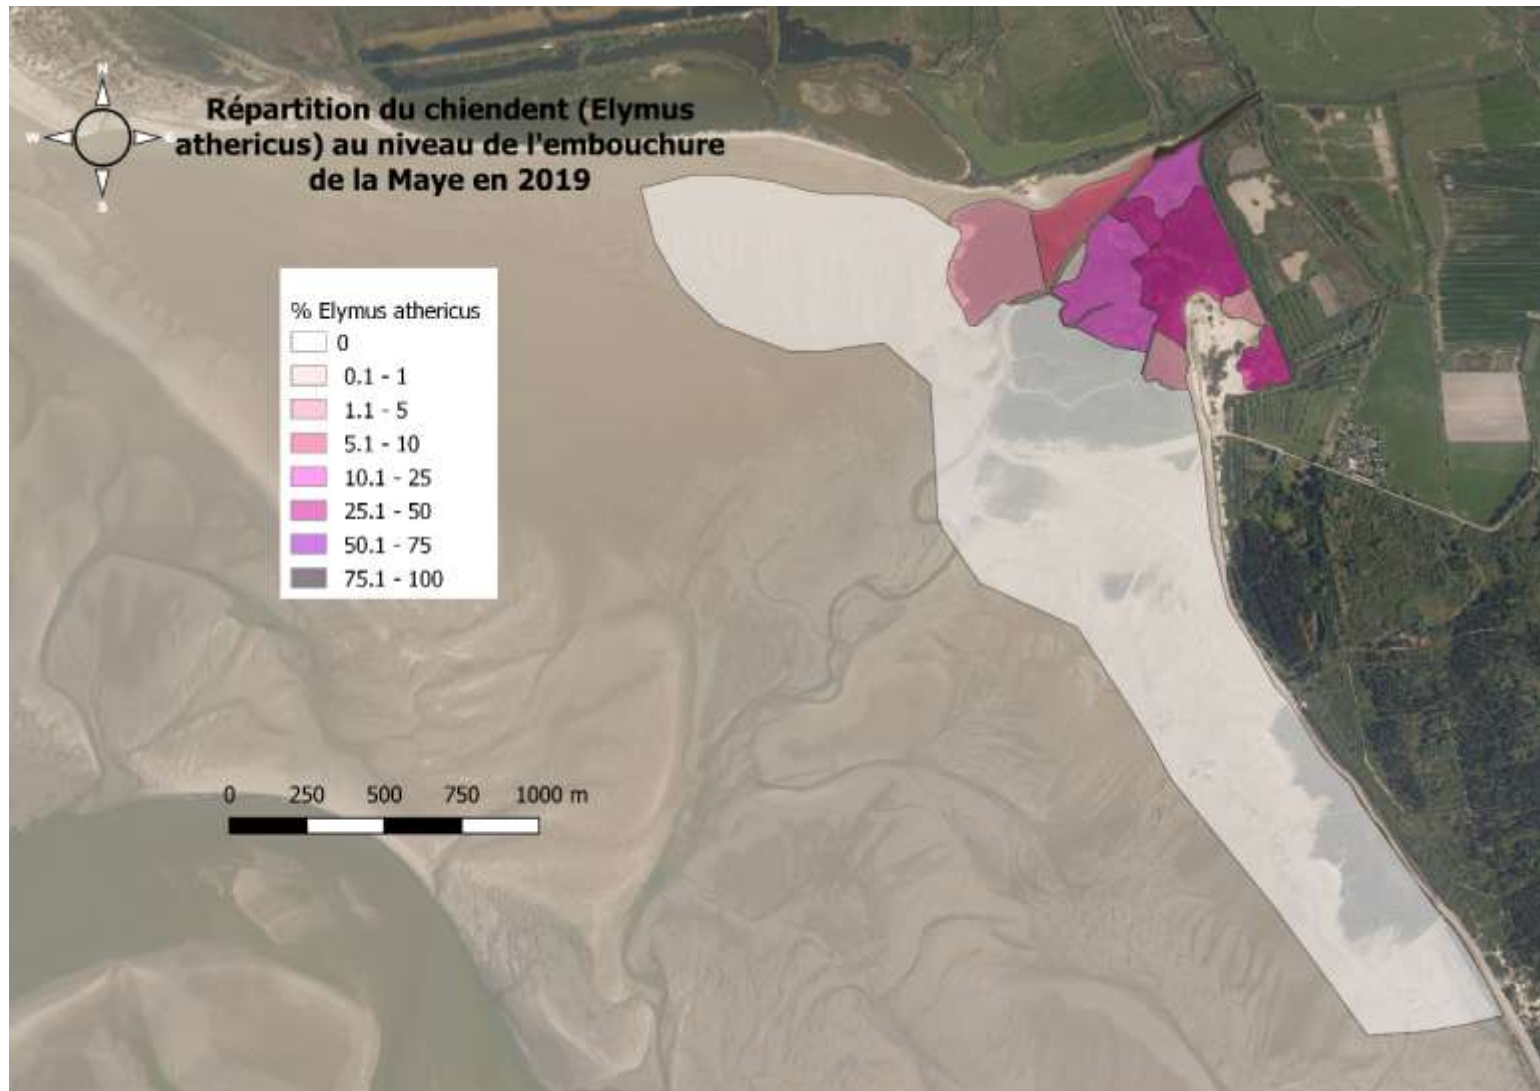 N
W
S
Répartition du chiendent (Elymus
athericus) au niveau de l'embouchure
de la Maye en 2019
% Elymus athericus
0
0.1 - 1
1.1 - 5
5.1 - 10
10.1 - 25
25.1 - 50
50.1 - 75
75.1 - 100
0 250 500 750 1000 m